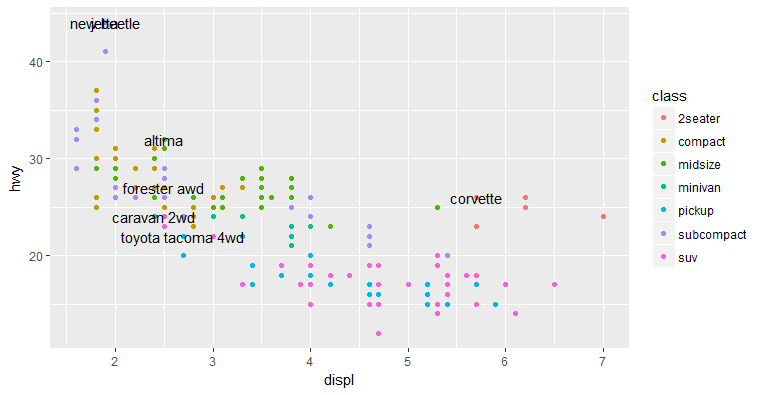 new beetle
jetta
altima
forester awd
caravan 2wd
toyota tacoma 4wd
corvette
40
30
20
hwy
2 3 4 5 6 7
displ
class
2seater
compact
midsize
minivan
pickup
subcompact
suv